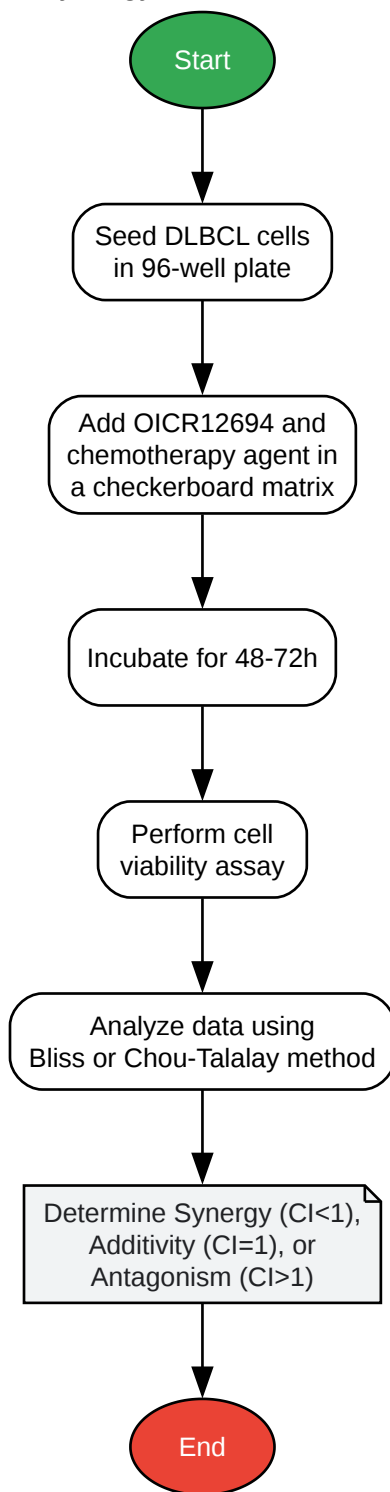 Start
Seed DLBCL cells
in 96-well plate
Add OICR12694 and
chemotherapy agent in
a checkerboard matrix
Incubate for 48-72h
Perform cell
viability assay
Analyze data using
Bliss or Chou-Talalay method
Determine Synergy (CI<1),
Additivity (CI=1), or
Antagonism (CI>1)
End